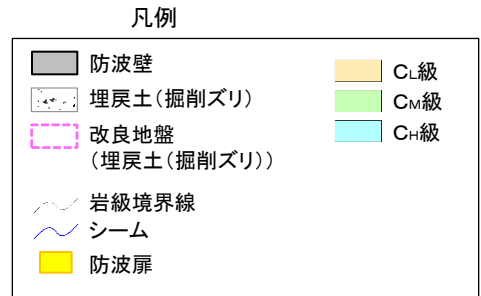 凡例
防波壁
埋戻土(掘削ズリ)
改良地盤
(埋戻土(掘削ズリ))
岩級境界線
シーム
防波扉
CL級
CM級
CH級